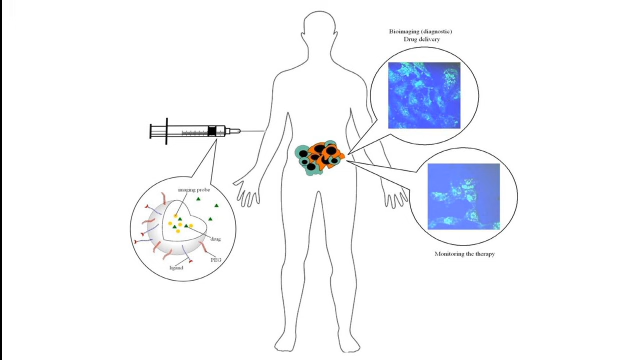 Bioimaging (diagnostic)
Drug delivery
imaging probe
drug
PEG
ligand
Monitoring the therapy